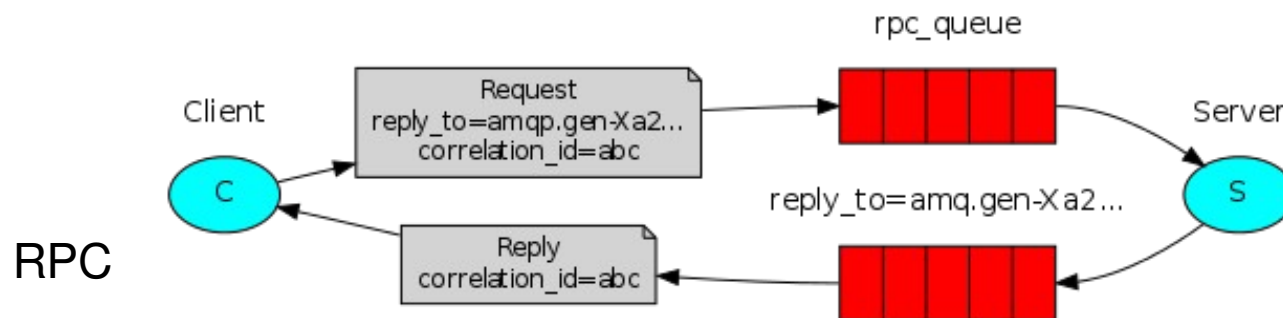 rpc_queue
Client
Request
reply_to=amqp.gen-Xa2...
correlation_id=abc
Server
C
S
reply_to=amq.gen-Xa2...
RPC
Reply
correlation_id=abc